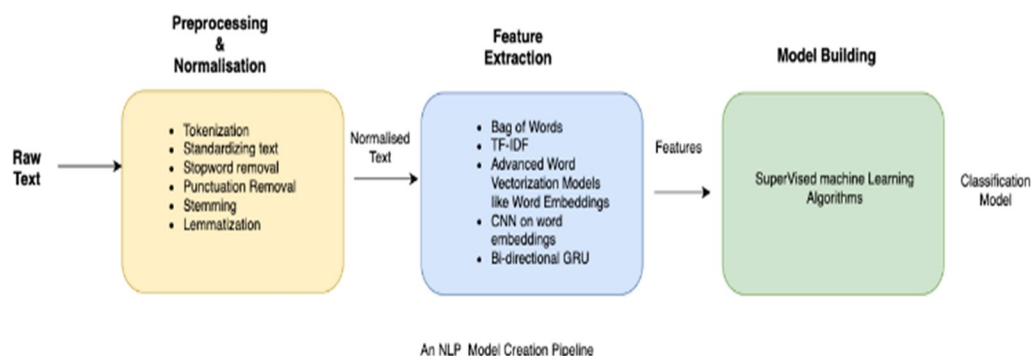 Preprocessing
&
Normalisation
Feature
Extraction
Model Building
Raw
Text
• Tokenization
• Standardizing text
• Stopword removal
• Punctuation Removal
• Stemming
• Lemmatization
Normalised
Text
• Bag of Words
• TF-IDF
• Advanced Word
Vectorization Models
like Word Embeddings
• CNN on word
embeddings
• Bi-directional GRU
Features
SuperVised machine Learning
Algorithms
Classification
Model
An NLP Model Creation Pipeline